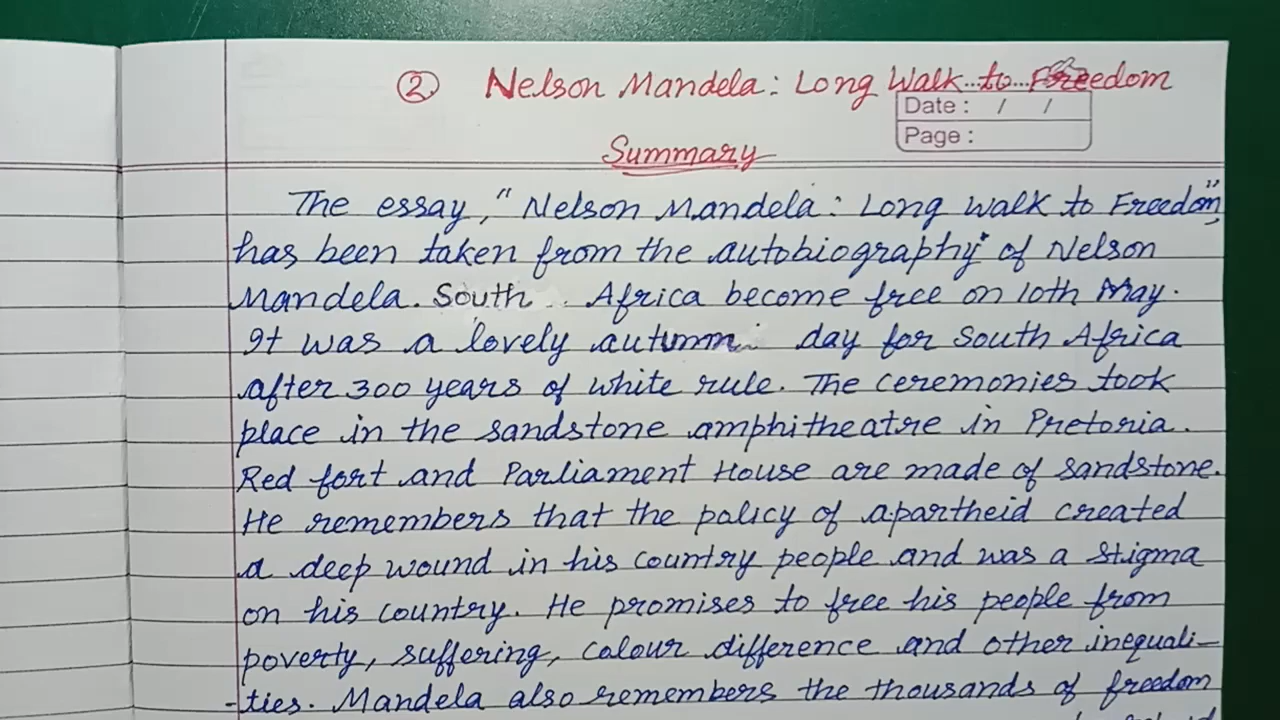 ② Nelson Mandela: Long Walk to Freedom
Date : / /
Page :
Summary
The essay, "Nelson Mandela: Long Walk to Freedom",
has been taken from the autobiography of Nelson
Mandela. South Africa become free on 10th May.
It was a lovely autumn day for South Africa
after 300 years of white rule. The ceremonies took
place in the sandstone amphitheatre in Pretoria.
Red fort and Parliament House are made of sandstone.
He remembers that the policy of apartheid created
a deep wound in his country people and was a stigma
on his country. He promises to free his people from
poverty, suffering, colour difference and other inequali-
-ties. Mandela also remembers the thousands of freedom